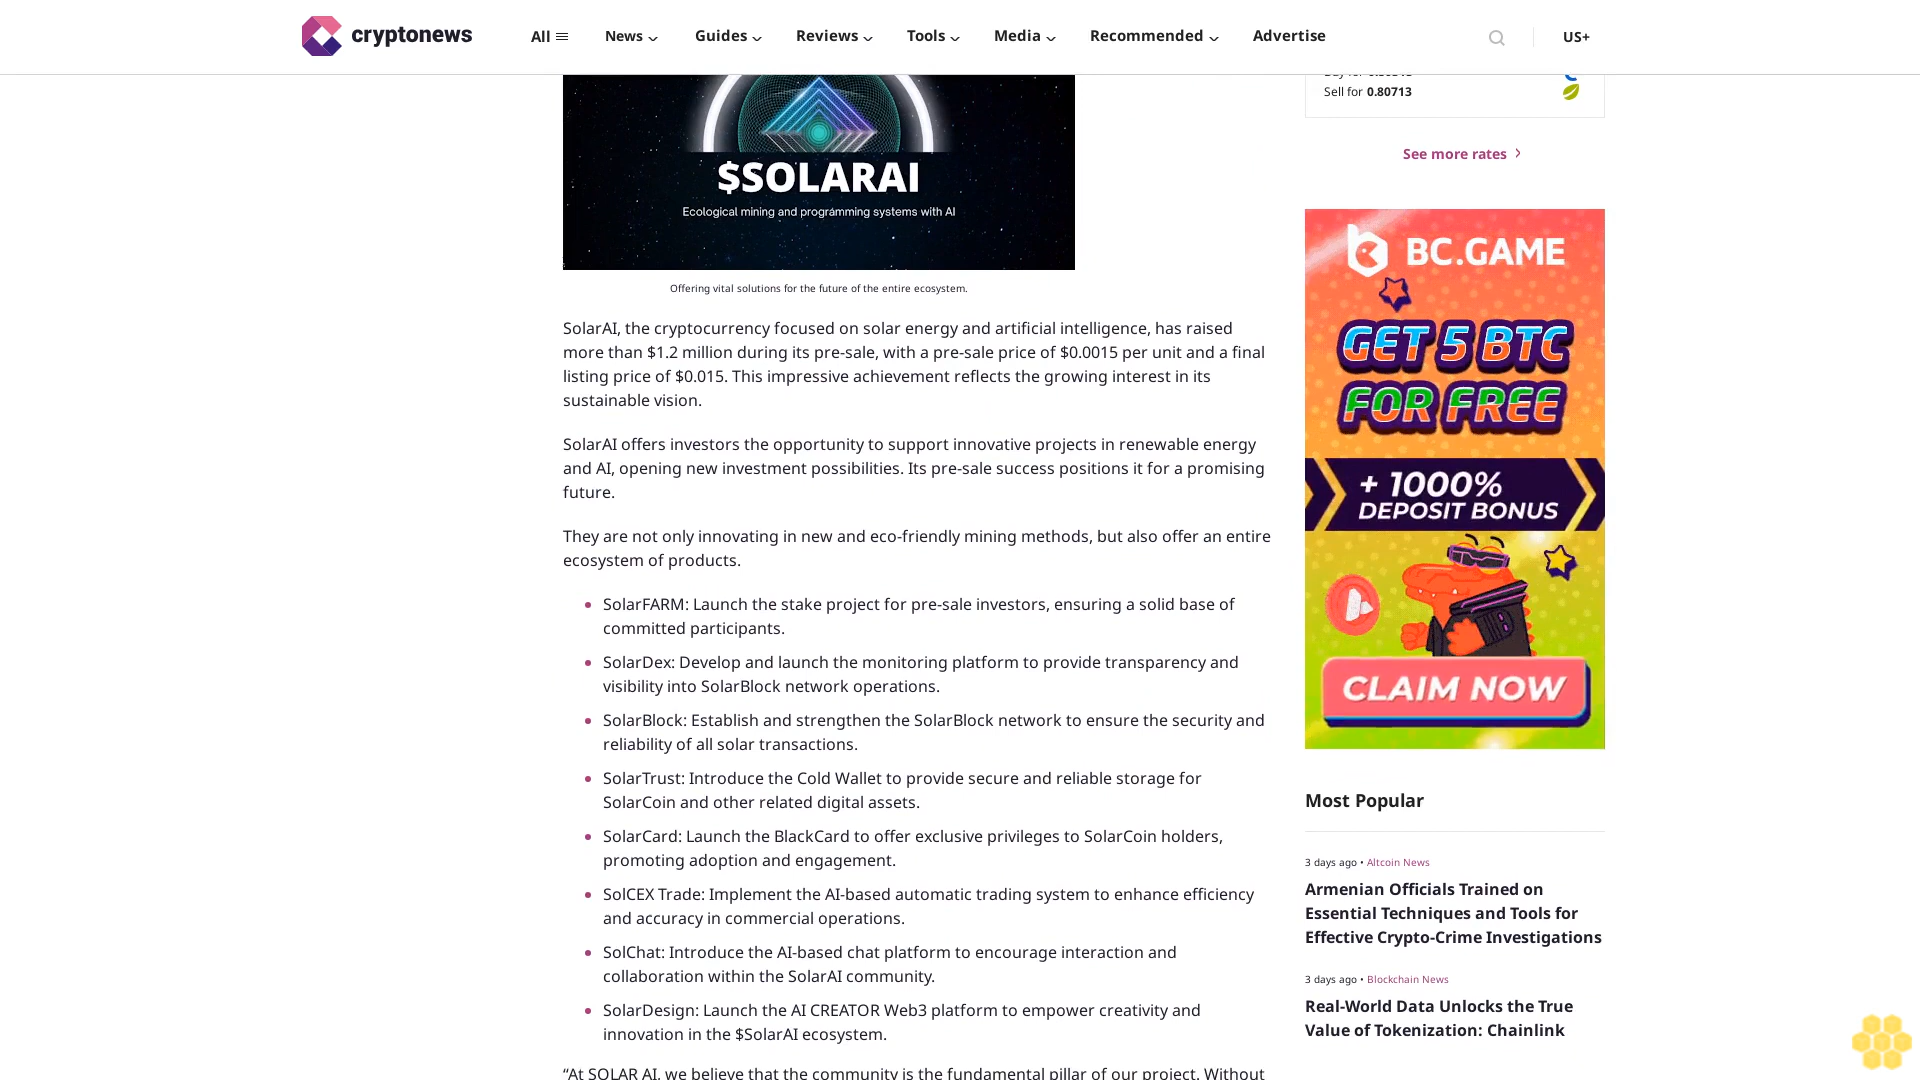 cryptonews
All
News
Guides
Reviews
Tools
Media
Recommended
Advertise
US+
$SOLARAI
Ecological mining and programming systems with AI
Offering vital solutions for the future of the entire ecosystem.
SolarAI, the cryptocurrency focused on solar energy and artificial intelligence, has raised
more than $1.2 million during its pre-sale, with a pre-sale price of $0.0015 per unit and a final
listing price of $0.015. This impressive achievement reflects the growing interest in its
sustainable vision.
SolarAI offers investors the opportunity to support innovative projects in renewable energy
and AI, opening new investment possibilities. Its pre-sale success positions it for a promising
future.
They are not only innovating in new and eco-friendly mining methods, but also offer an entire
ecosystem of products.
SolarFARM: Launch the stake project for pre-sale investors, ensuring a solid base of
committed participants.
SolarDex: Develop and launch the monitoring platform to provide transparency and
visibility into SolarBlock network operations.
SolarBlock: Establish and strengthen the SolarBlock network to ensure the security and
reliability of all solar transactions.
SolarTrust: Introduce the Cold Wallet to provide secure and reliable storage for
SolarCoin and other related digital assets.
SolarCard: Launch the BlackCard to offer exclusive privileges to SolarCoin holders,
promoting adoption and engagement.
SolCEX Trade: Implement the AI-based automatic trading system to enhance efficiency
and accuracy in commercial operations.
SolChat: Introduce the AI-based chat platform to encourage interaction and
collaboration within the SolarAI community.
SolarDesign: Launch the AI CREATOR Web3 platform to empower creativity and
innovation in the $SolarAI ecosystem.
“At SOLAR AI, we believe that the community is the fundamental pillar of our project. Without
Sell for 0.80713
See more rates
BC.GAME
GET 5 BTC
FOR FREE
+ 1000%
DEPOSIT BONUS
CLAIM NOW
Most Popular
3 days ago • Altcoin News
Armenian Officials Trained on
Essential Techniques and Tools for
Effective Crypto-Crime Investigations
3 days ago • Blockchain News
Real-World Data Unlocks the True
Value of Tokenization: Chainlink